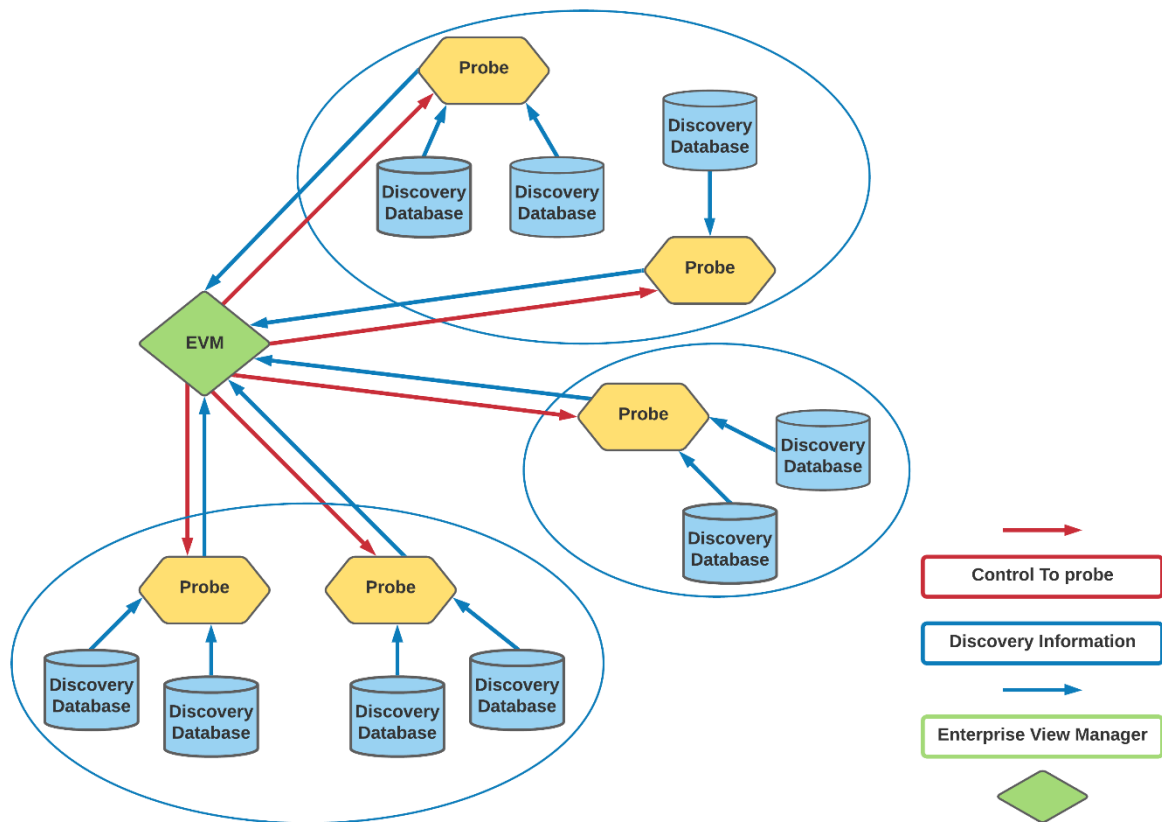 Probe
Discovery
Database
Discovery
Database
Discovery
Database
Probe
EVM
Probe
Discovery
Database
Discovery
Database
Probe
Probe
Discovery
Database
Discovery
Database
Discovery
Database
Discovery
Database
Control To probe
Discovery Information
Enterprise View Manager